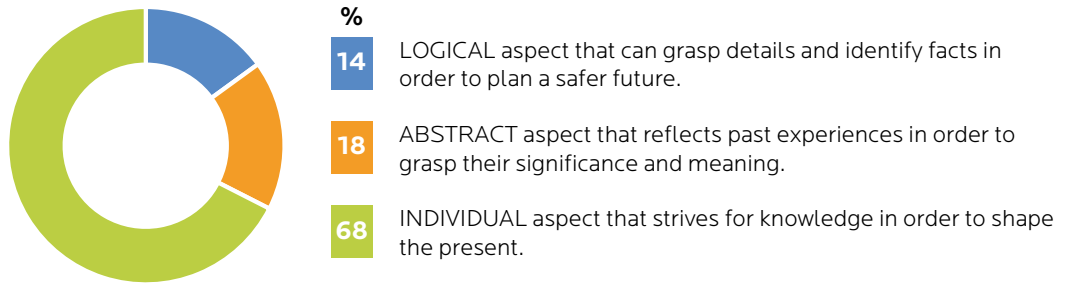 %
14 LOGICAL aspect that can grasp details and identify facts in
order to plan a safer future.
18 ABSTRACT aspect that reflects past experiences in order to
grasp their significance and meaning.
68 INDIVIDUAL aspect that strives for knowledge in order to shape
the present.